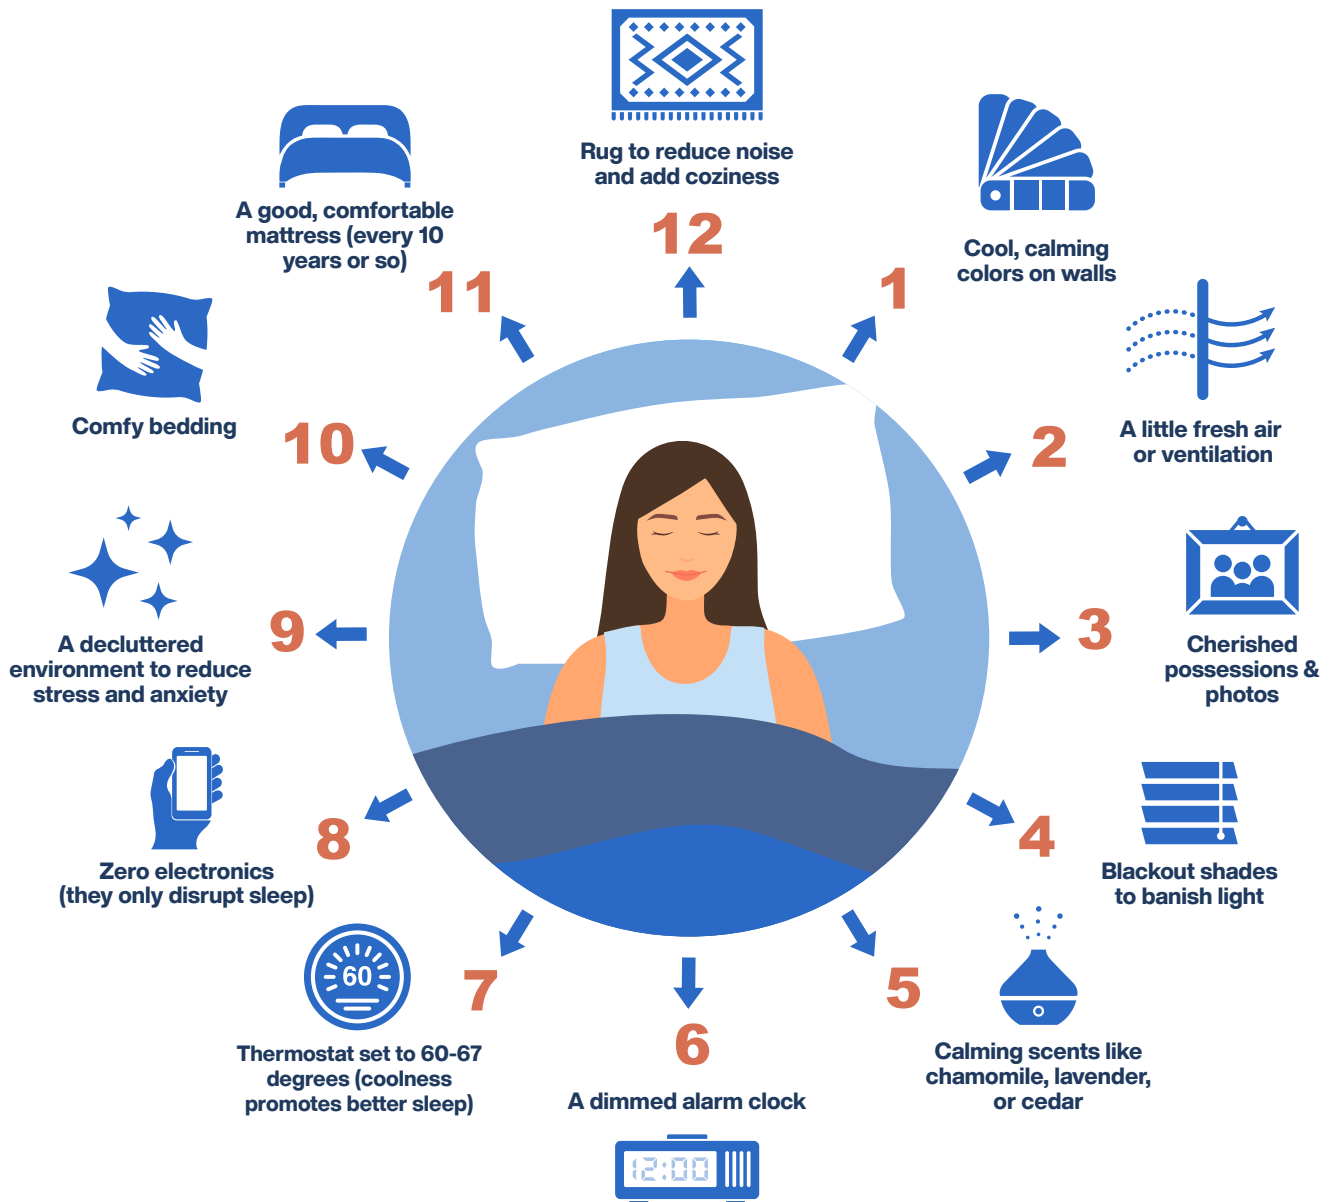 Rug to reduce noise
and add coziness
12
Cool, calming
colors on walls
1
A little fresh air
or ventilation
2
Cherished
possessions &
photos
3
Blackout shades
to banish light
4
Calming scents like
chamomile, lavender,
or cedar
5
A dimmed alarm clock
6
12:00
Thermostat set to 60-67
degrees (coolness
promotes better sleep)
7
60
Zero electronics
(they only disrupt sleep)
8
A decluttered
environment to reduce
stress and anxiety
9
Comfy bedding
10
A good, comfortable
mattress (every 10
years or so)
11